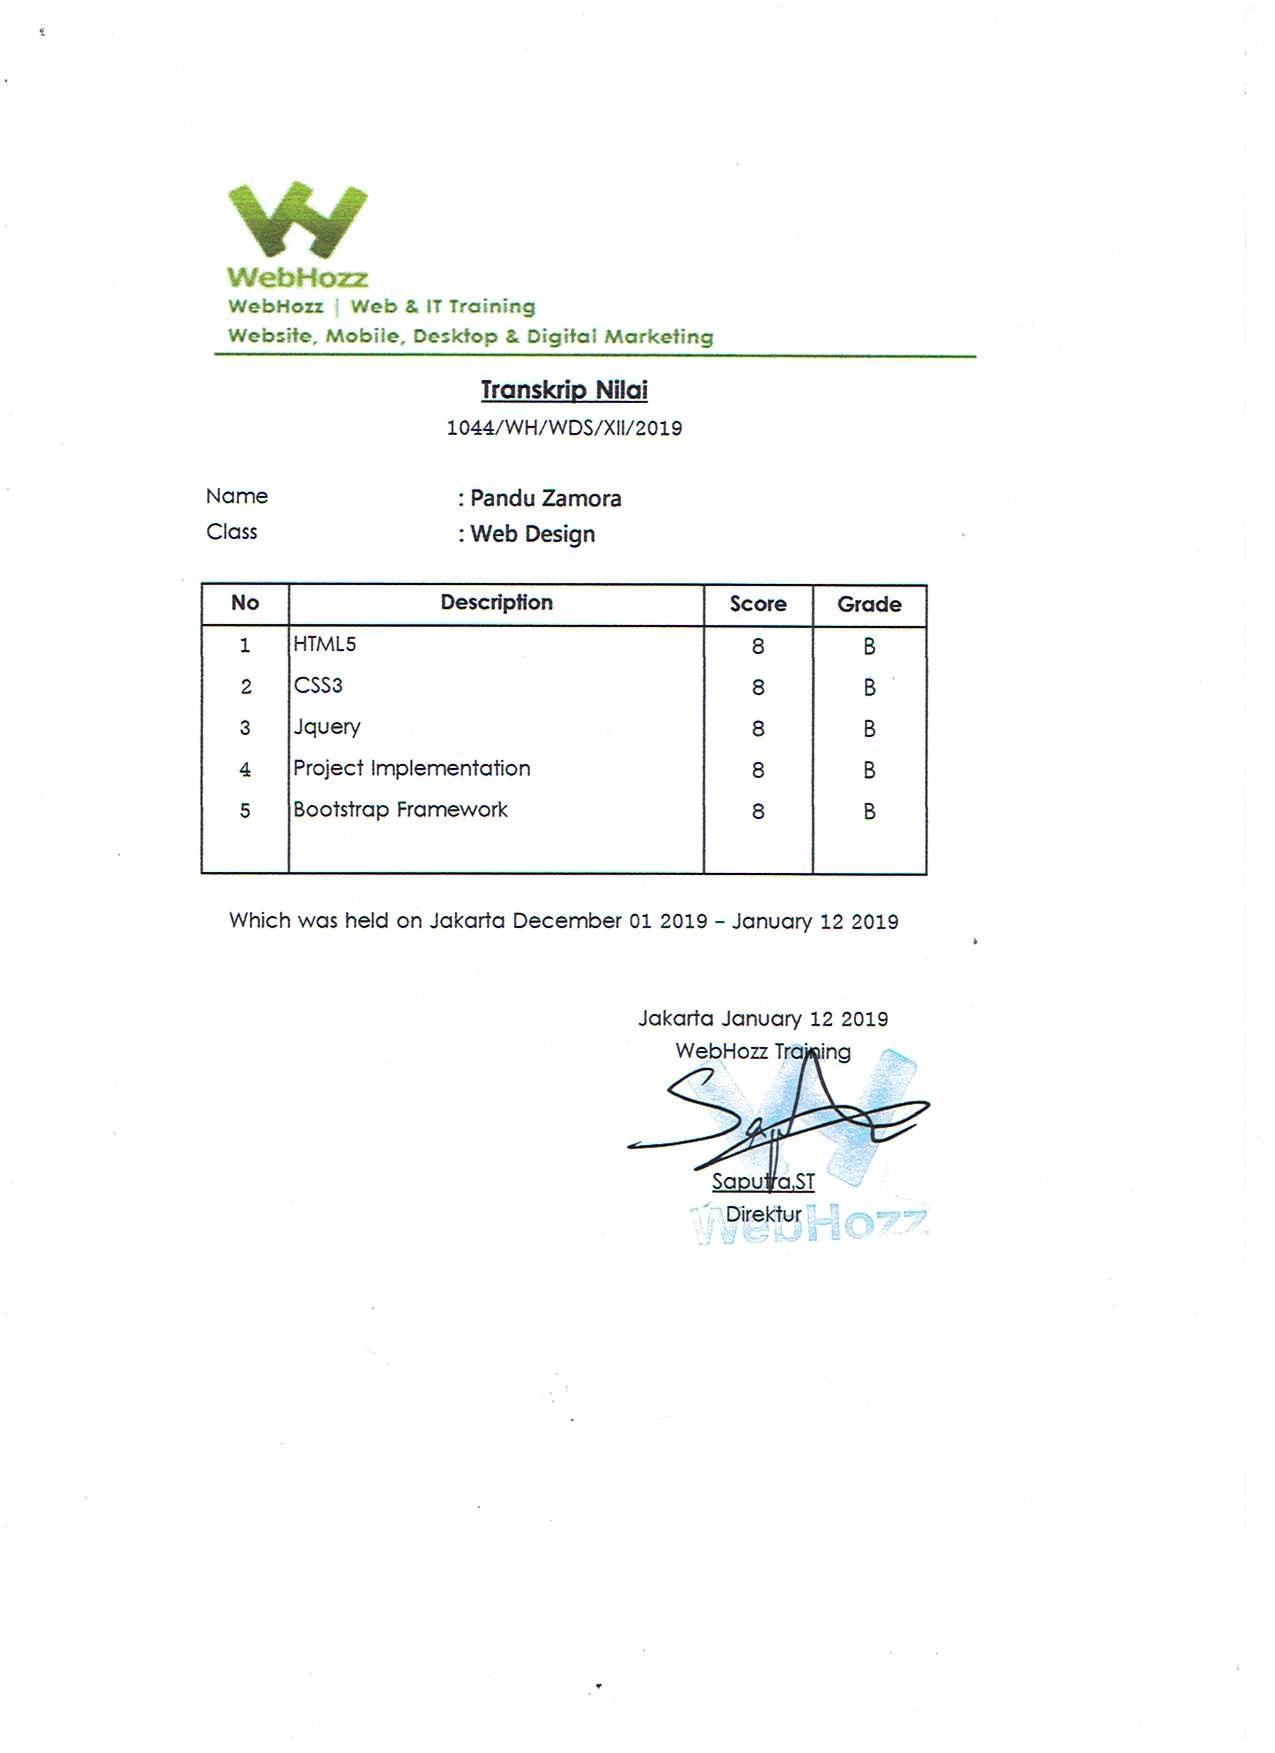 WebHozz
WebHozz | Web & IT Training
Website, Mobile, Desktop & Digital Marketing
Transkrip Nilai
1044/WH/WDS/XII/2019
Name : Pandu Zamora
Class : Web Design
No Description Score Grade
1 HTML5 8 B
2 CSS3 8 B
3 Jquery 8 B
4 Project Implementation 8 B
5 Bootstrap Framework 8 B
Which was held on Jakarta December 01 2019 – January 12 2019
Jakarta January 12 2019
WebHozz Training
Saputra,ST
Direktur
WebHozz